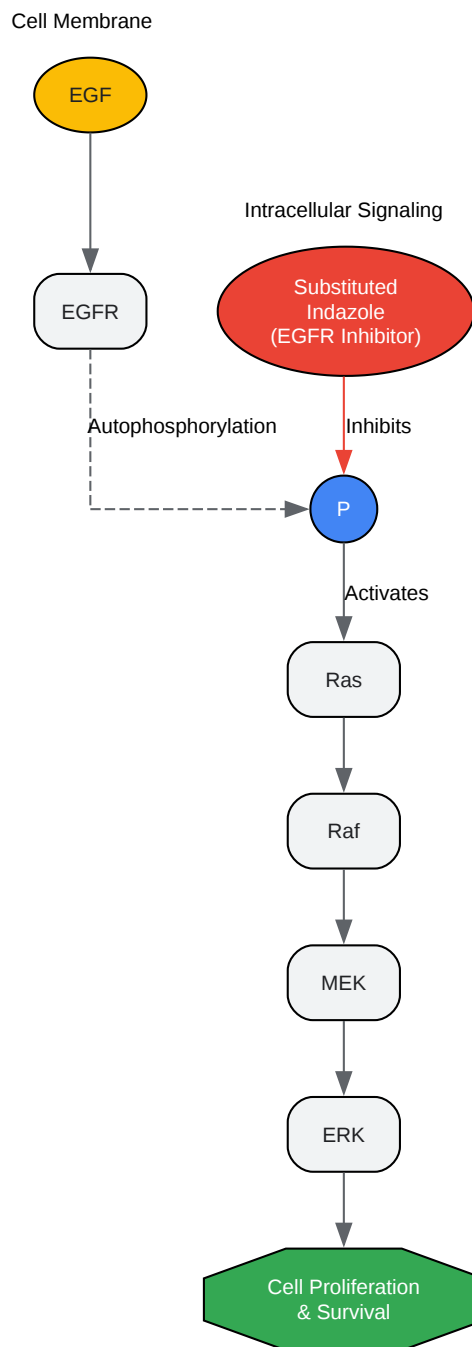 Cell Membrane
EGF
Intracellular Signaling
EGFR
Substituted
Indazole
(EGFR Inhibitor)
Autophosphorylation
Inhibits
P
Activates
Ras
Raf
MEK
ERK
Cell Proliferation
& Survival